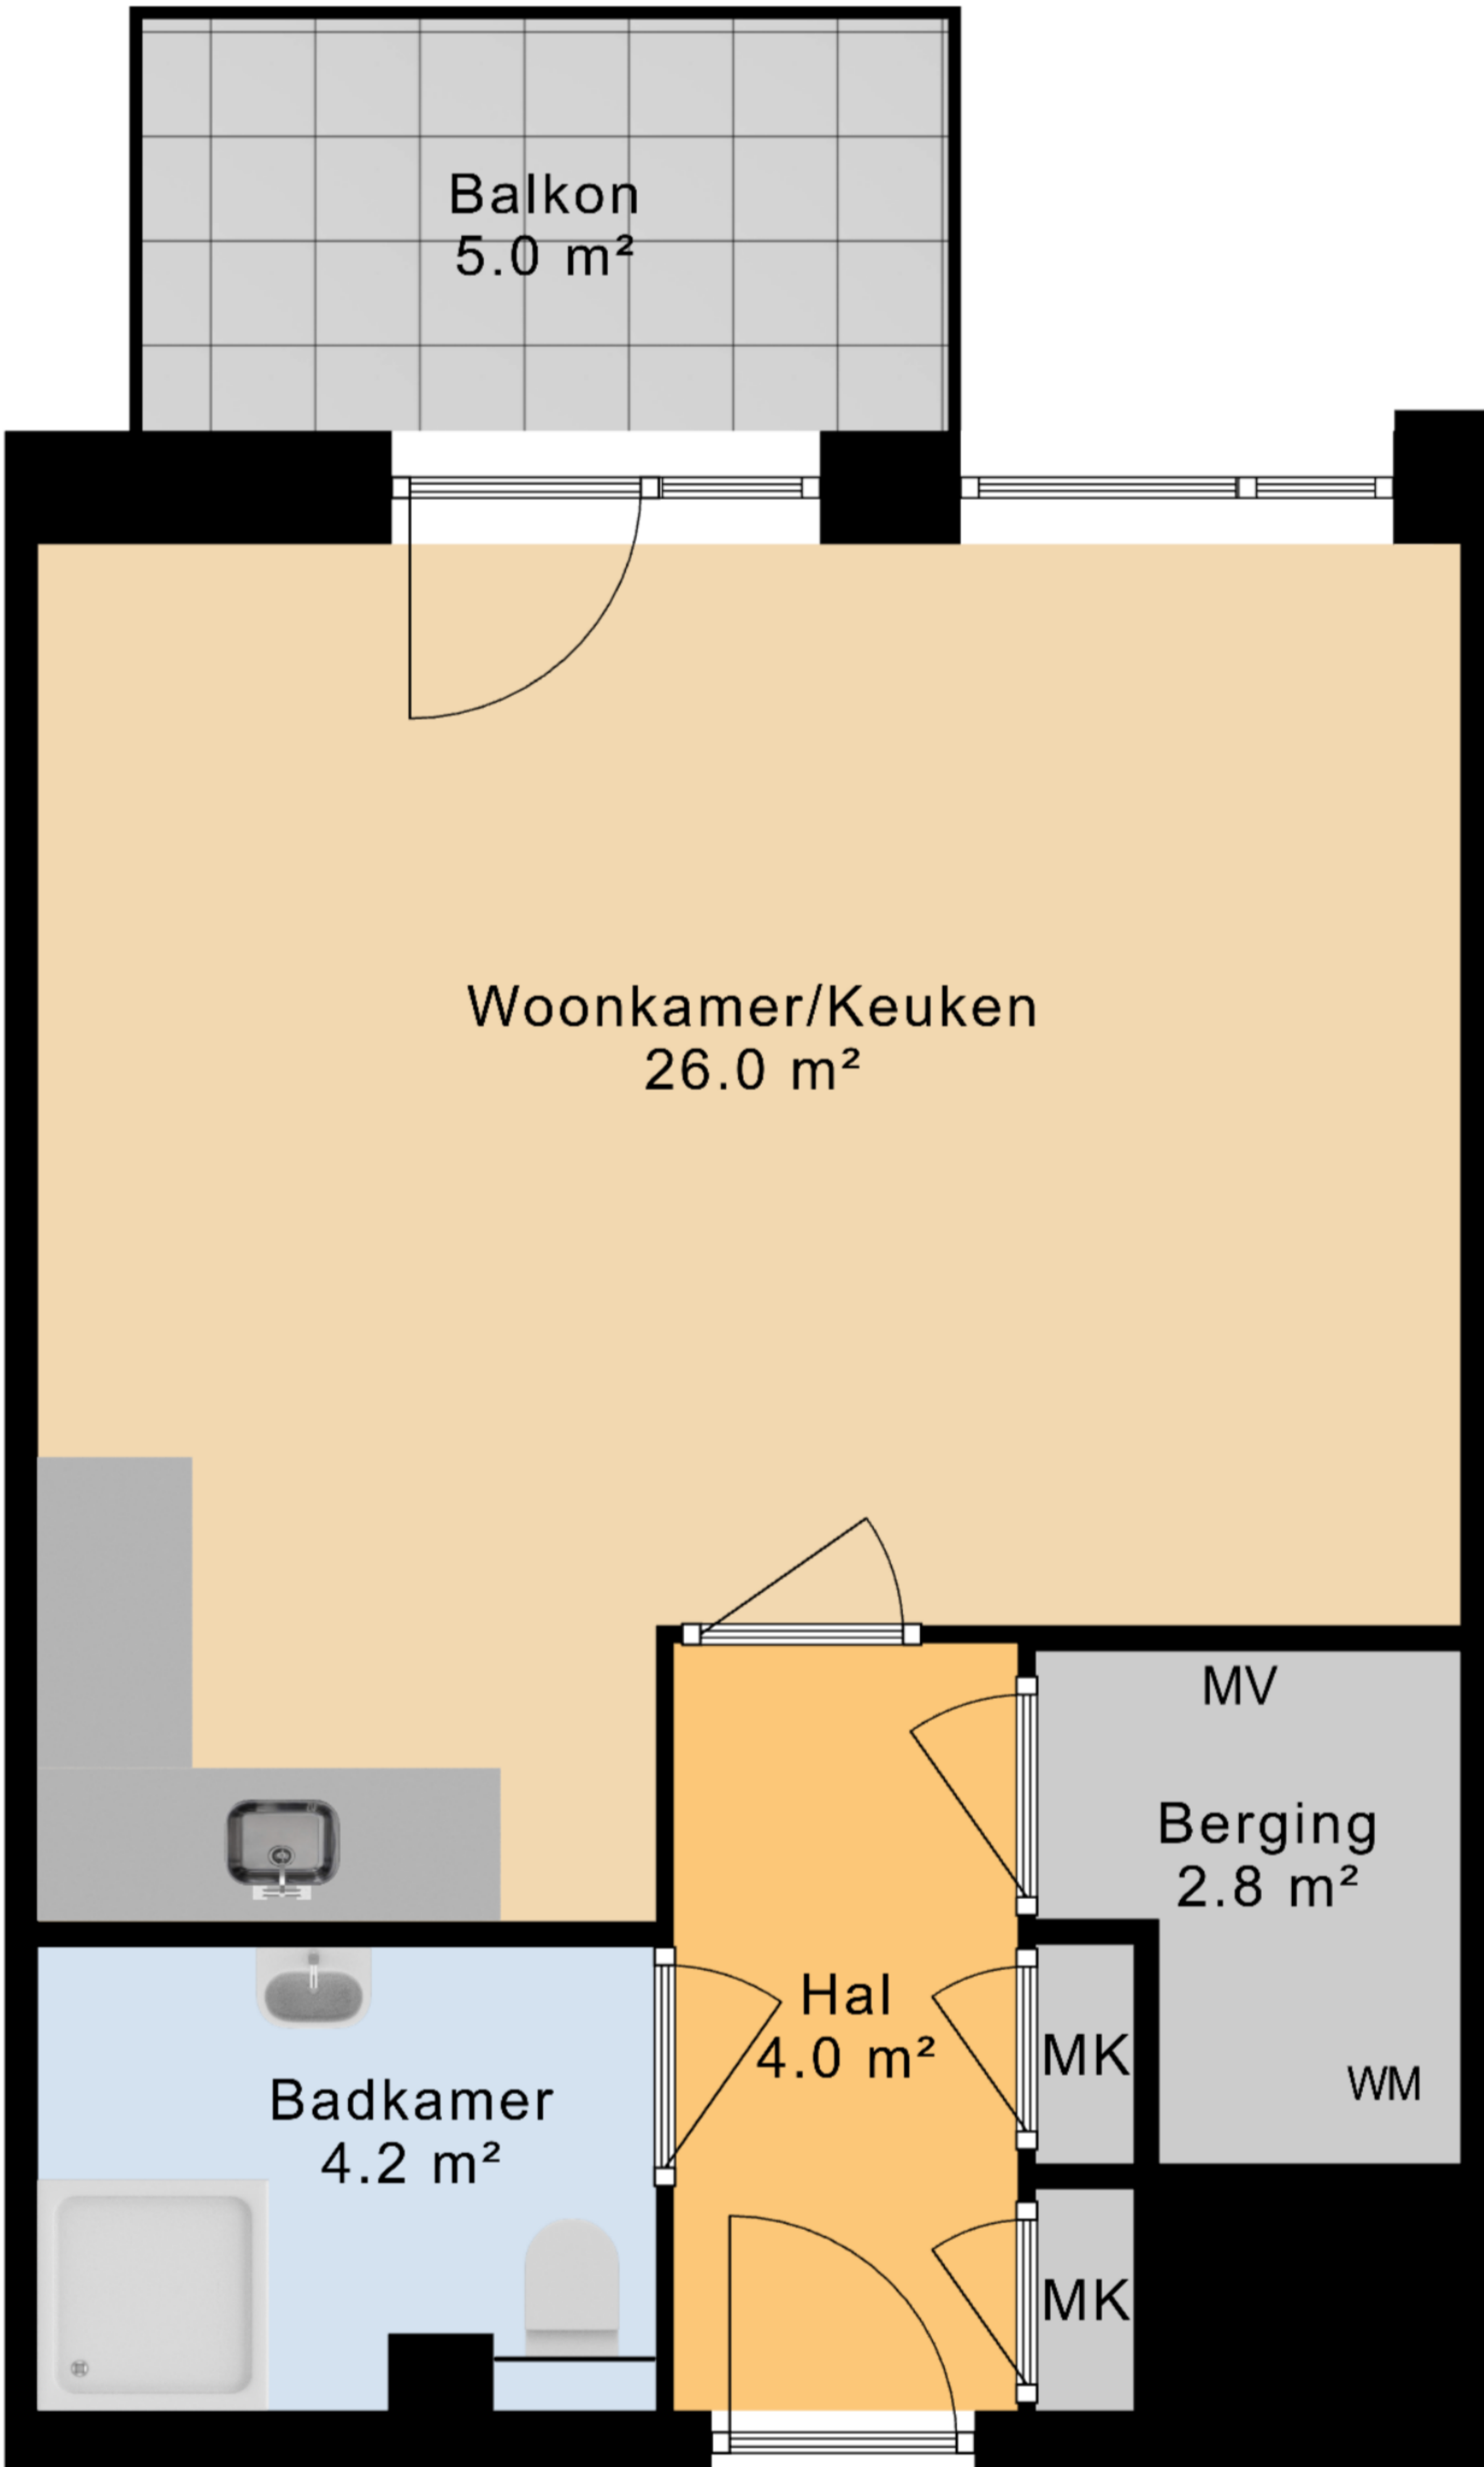 Balkon
5.0 m²
Woonkamer/Keuken
26.0 m²
MV
Berging
2.8 m²
Hal
4.0 m²
MK
WM
Badkamer
4.2 m²
MK